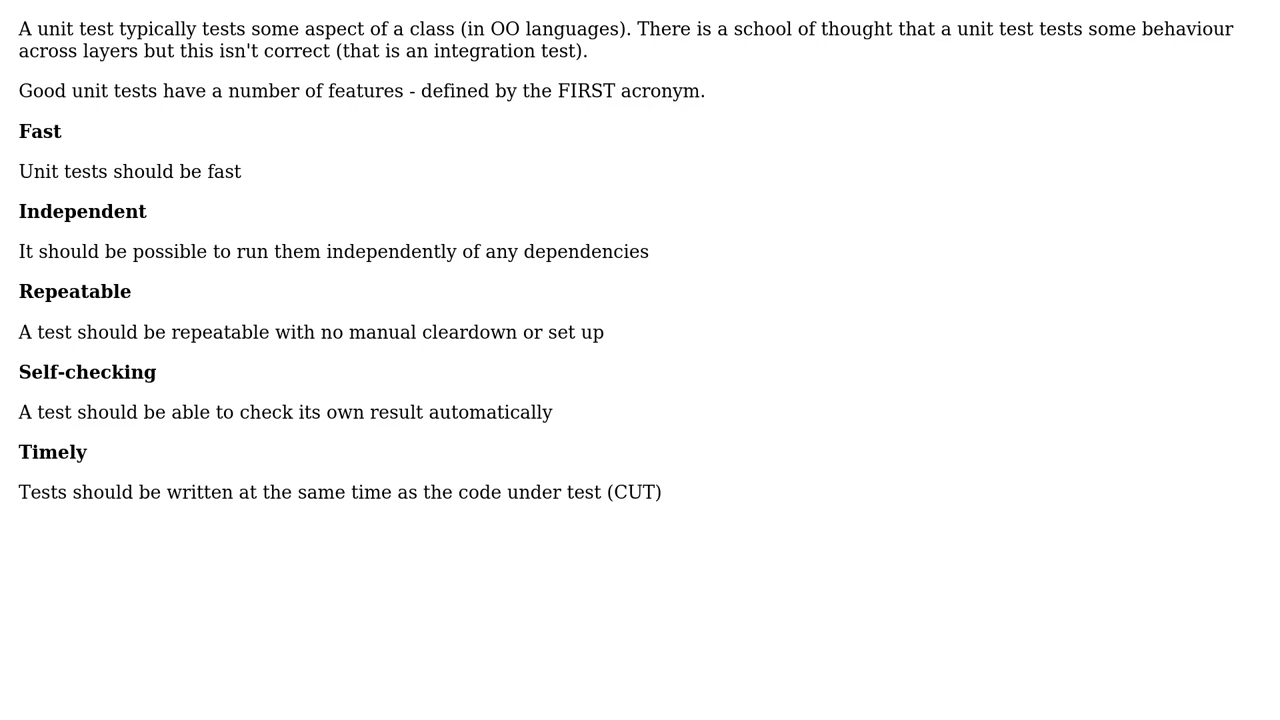 A unit test typically tests some aspect of a class (in OO languages). There is a school of thought that a unit test tests some behaviour
across layers but this isn't correct (that is an integration test).
Good unit tests have a number of features - defined by the FIRST acronym.
Fast
Unit tests should be fast
Independent
It should be possible to run them independently of any dependencies
Repeatable
A test should be repeatable with no manual cleardown or set up
Self-checking
A test should be able to check its own result automatically
Timely
Tests should be written at the same time as the code under test (CUT)